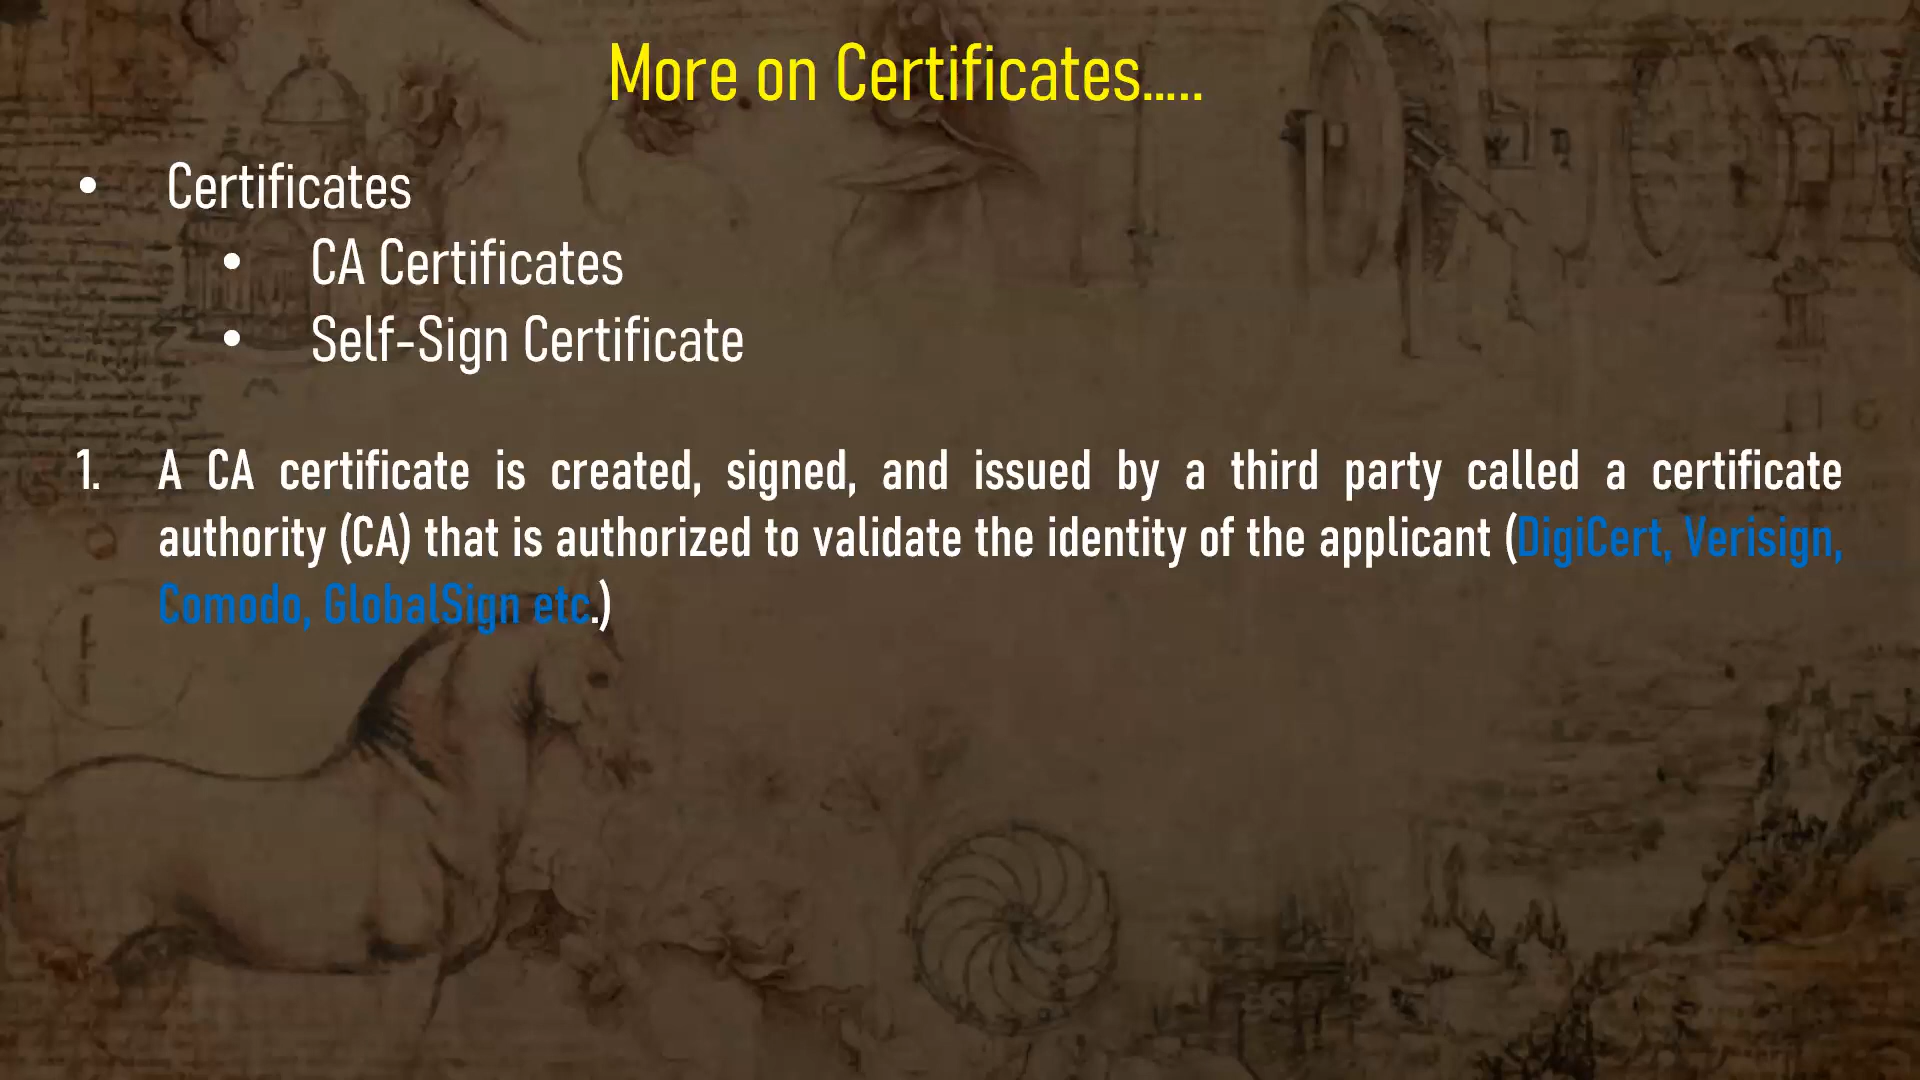 More on Certificates.....
• Certificates
• CA Certificates
• Self-Sign Certificate
1. A CA certificate is created, signed, and issued by a third party called a certificate
authority (CA) that is authorized to validate the identity of the applicant (DigiCert, Verisign,
Comodo, GlobalSign etc.)